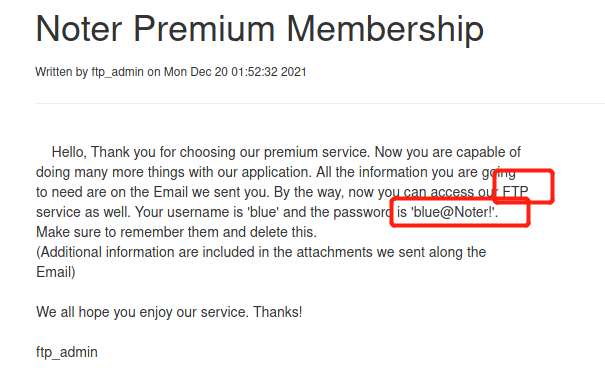 Noter Premium Membership
Written by ftp_admin on Mon Dec 20 01:52:32 2021
Hello, Thank you for choosing our premium service. Now you are capable of
doing many more things with our application. All the information you are going
to need are on the Email we sent you. By the way, now you can access our FTP
service as well. Your username is 'blue' and the password is 'blue@Noter!'.
Make sure to remember them and delete this.
(Additional information are included in the attachments we sent along the
Email)
We all hope you enjoy our service. Thanks!
ftp_admin